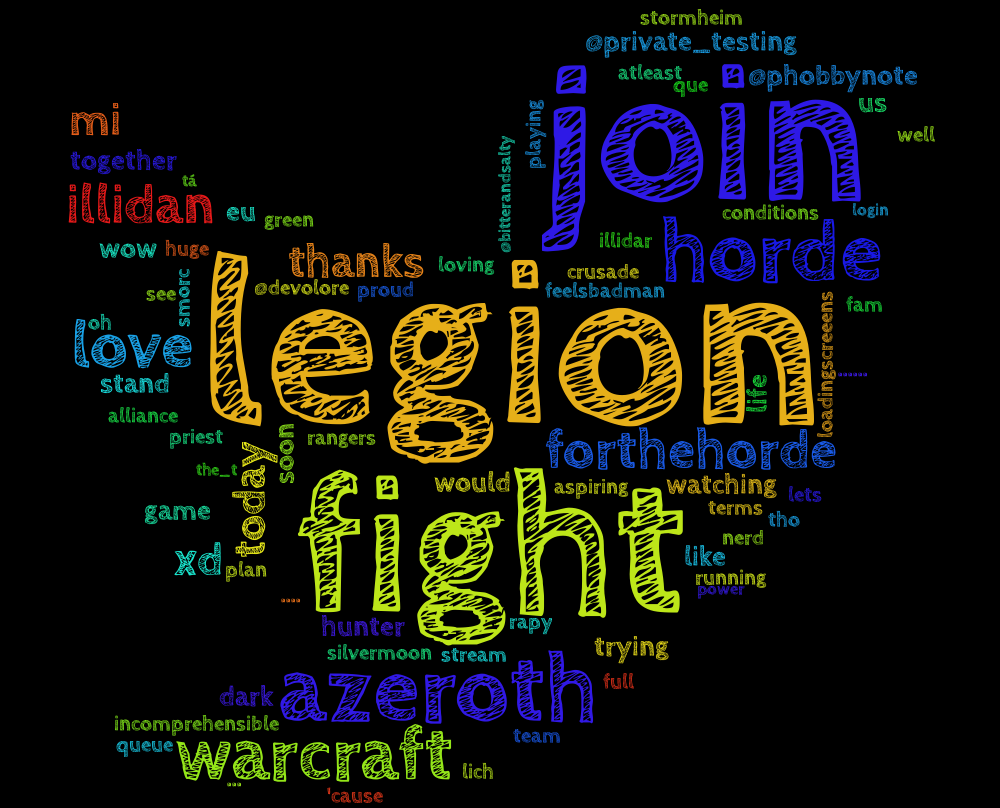 stormheim
@private_testing
join
atleast
@phobbynote
que
us
playing
well
mi
together
@bitterandsalty
tá
illidan
eu
green
conditions
login
wow
huge
thanks
loving
illidar
horde
crusade
see
smorc
@devolore
proud
feelsbadman
fam
oh
love
legion
loadingscreeens
......
stand
life
alliance
priest
rangers
soon
forthehorde
the_t
today
would
aspiring
watching
lets
game
fight
terms
tho
xd
plan
nerd
like
running
power
....
hunter
rapy
silvermoon
stream
trying
dark
azeroth
full
incomprehensible
queue
warcraft
team
lich
...
'cause